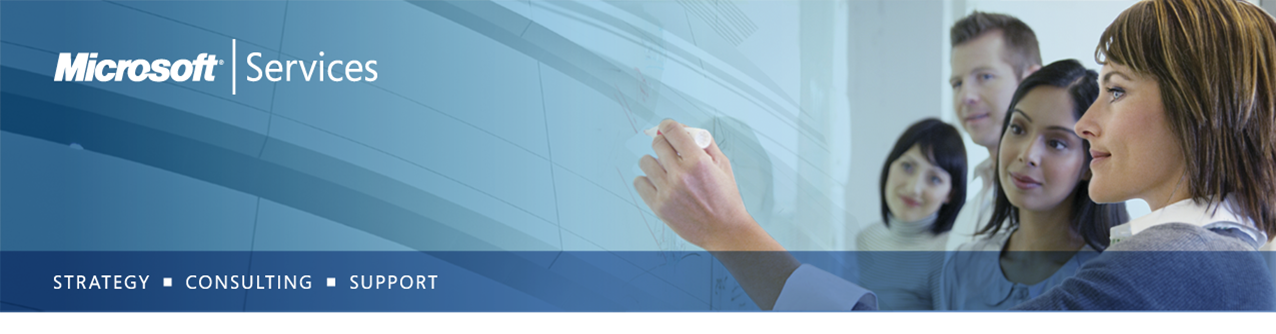 Microsoft® | Services
STRATEGY ■ CONSULTING ■ SUPPORT